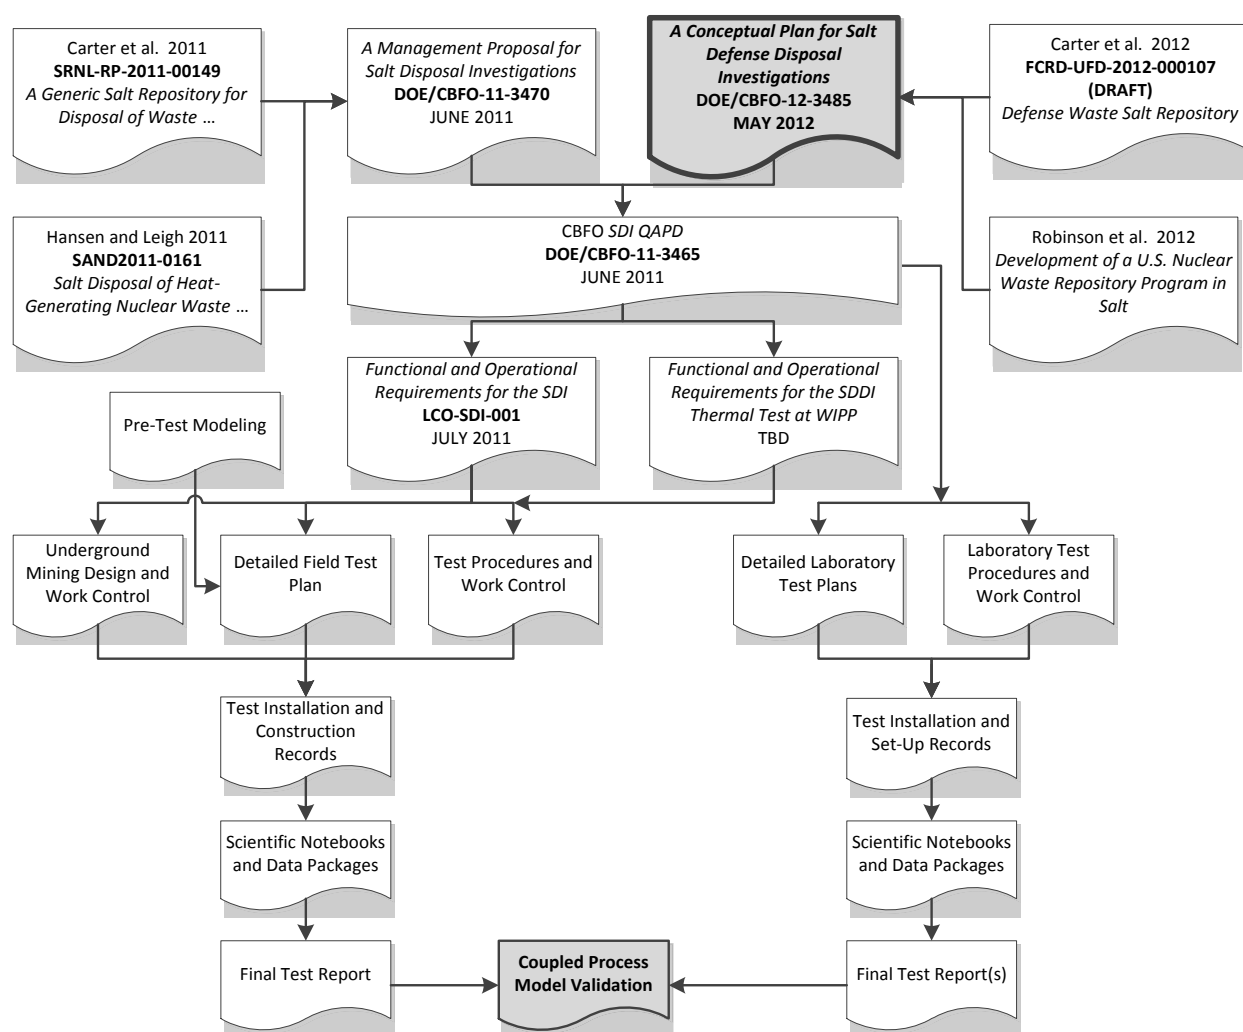 Carter et al.  2011
SRNL-RP-2011-00149
A Generic Salt Repository for
Disposal of Waste ...
A Management Proposal for
Salt Disposal Investigations
DOE/CBFO-11-3470
JUNE 2011
A Conceptual Plan for Salt
Defense Disposal
Investigations
DOE/CBFO-12-3485
MAY 2012
Carter et al.  2012
FCRD-UFD-2012-000107
(DRAFT)
Defense Waste Salt Repository
Hansen and Leigh 2011
SAND2011-0161
Salt Disposal of Heat-
Generating Nuclear Waste ...
CBFO SDI QAPD
DOE/CBFO-11-3465
JUNE 2011
Robinson et al.  2012
Development of a U.S. Nuclear
Waste Repository Program in
Salt
Pre-Test Modeling
Functional and Operational
Requirements for the SDI
LCO-SDI-001
JULY 2011
Functional and Operational
Requirements for the SDDI
Thermal Test at WIPP
TBD
Underground
Mining Design and
Work Control
Detailed Field Test
Plan
Test Procedures and
Work Control
Detailed Laboratory
Test Plans
Laboratory Test
Procedures and
Work Control
Test Installation and
Construction
Records
Test Installation and
Set-Up Records
Scientific Notebooks
and Data Packages
Scientific Notebooks
and Data Packages
Final Test Report
Coupled Process
Model Validation
Final Test Report(s)